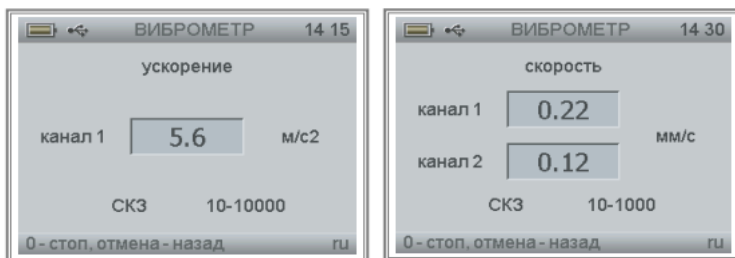 ВИБРОМЕТР 14 15
ускорение
канал 1 5.6 м/с2
СКЗ 10-10000
0 - стоп, отмена - назад ru
ВИБРОМЕТР 14 30
скорость
канал 1 0.22
мм/с
канал 2 0.12
СКЗ 10-1000
0 - стоп, отмена - назад ru